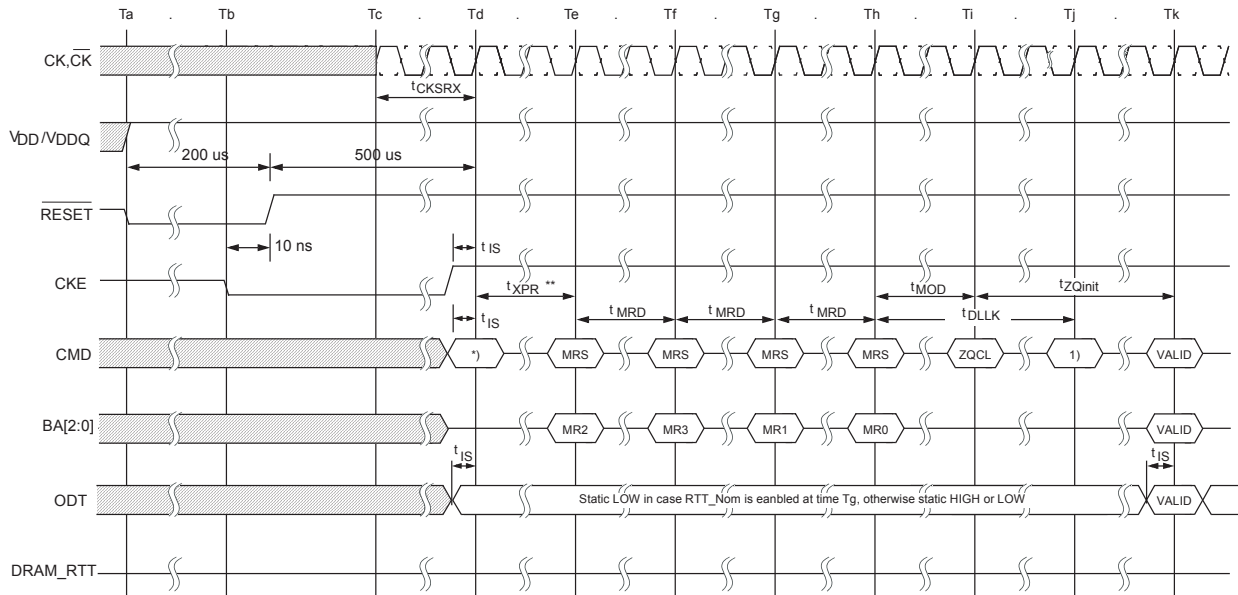 Ta . Tb . Tc . Td . Te . Tf . Tg . Th . Ti . Tj . Tk
CK,CK
tCKSRX
VDD/VDDQ
200 us 500 us
RESET
10 ns tIS
CKE
tXPR ** tMOD tZQinit
tMRD tMRD tMRD tDLLK
tIS
CMD *) MRS MRS MRS MRS ZQCL 1) VALID
BA[2:0] MR2 MR3 MR1 MR0 VALID
tIS tIS
ODT Static LOW in case RTT_Nom is eanbled at time Tg, otherwise static HIGH or LOW VALID
DRAM_RTT